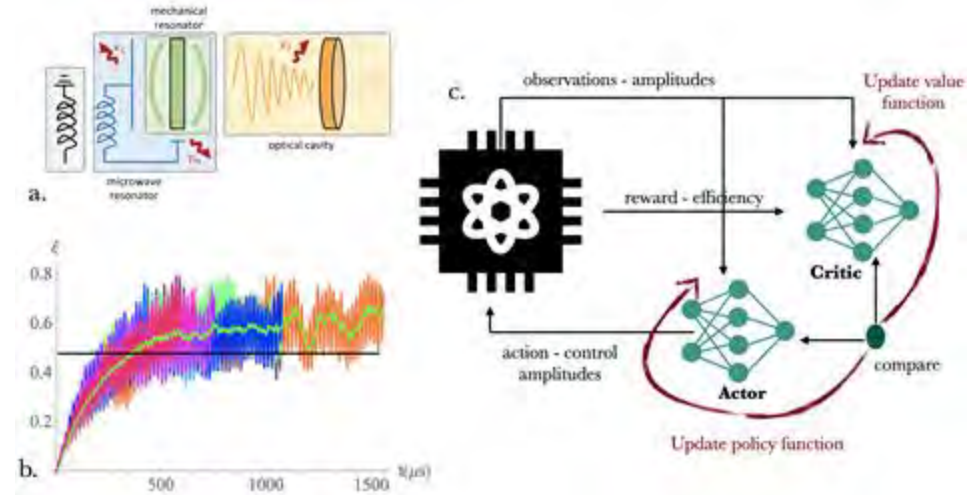 a.
mechanical
resonator
optical cavity
microwave
resonator
b.
ξ
0.8
0.6
0.4
0.2
500
1000
1500
t(μs)
c.
observations - amplitudes
Update value
function
reward - efficiency
Critic
action - control
amplitudes
Actor
compare
Update policy function